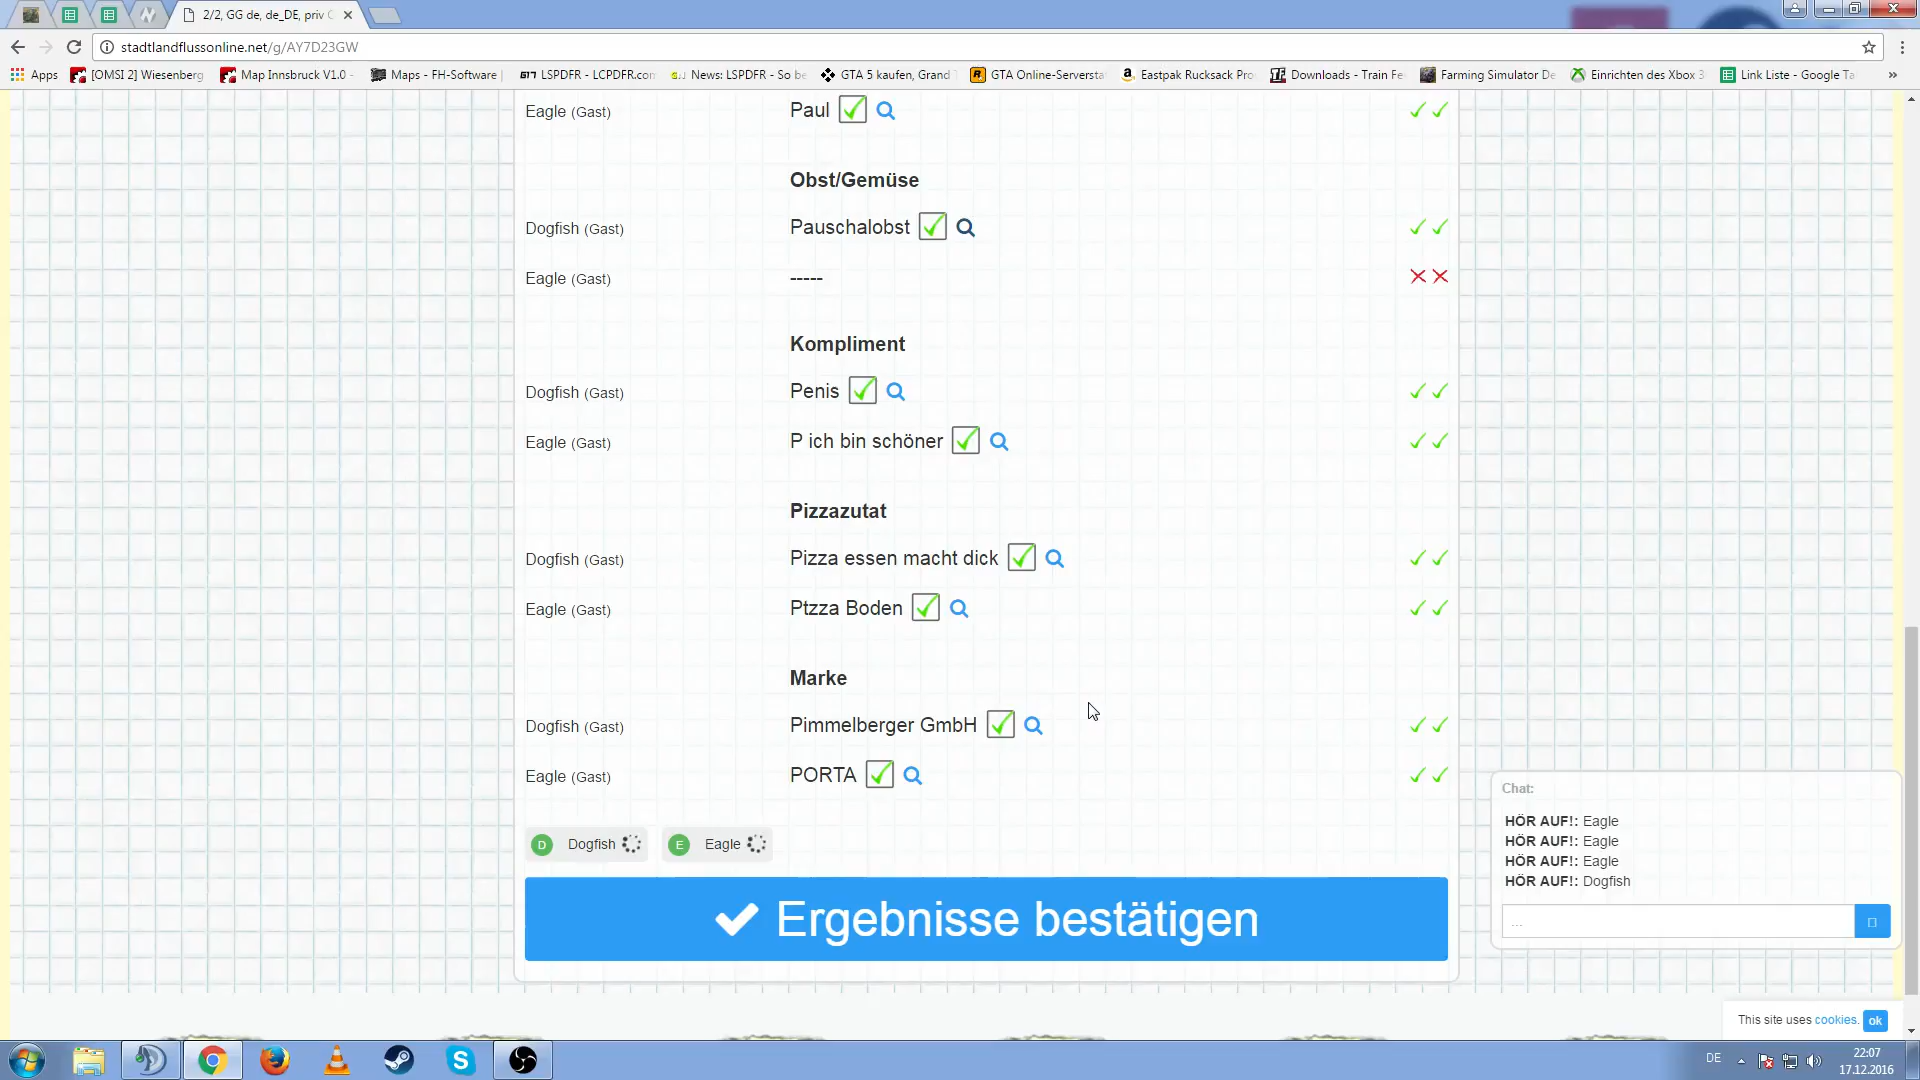 2/2, GG de, de_DE, priv G
stadtlandflussonline.net/g/AY7D23GW
Apps [OMSI 2] Wiesenberg Map Innsbruck V1.0 - Maps - FH-Software LSPDFR - LCPDFR.com News: LSPDFR - So be GTA 5 kaufen, Grand GTA Online-Serversta Eastpak Rucksack Pro Downloads - Train Fe Farming Simulator De Einrichten des Xbox 3 Link Liste - Google Ta »
Eagle (Gast) Paul
Obst/Gemüse
Dogfish (Gast) Pauschalobst
Eagle (Gast) -----
Kompliment
Dogfish (Gast) Penis
Eagle (Gast) P ich bin schöner
Pizzazutat
Dogfish (Gast) Pizza essen macht dick
Eagle (Gast) Ptzza Boden
Marke
Dogfish (Gast) Pimmelberger GmbH
Eagle (Gast) PORTA
D Dogfish E Eagle
Ergebnisse bestätigen
Chat:
HÖR AUF!: Eagle
HÖR AUF!: Eagle
HÖR AUF!: Eagle
HÖR AUF!: Dogfish
...
This site uses cookies. ok
DE 22:07
17.12.2016